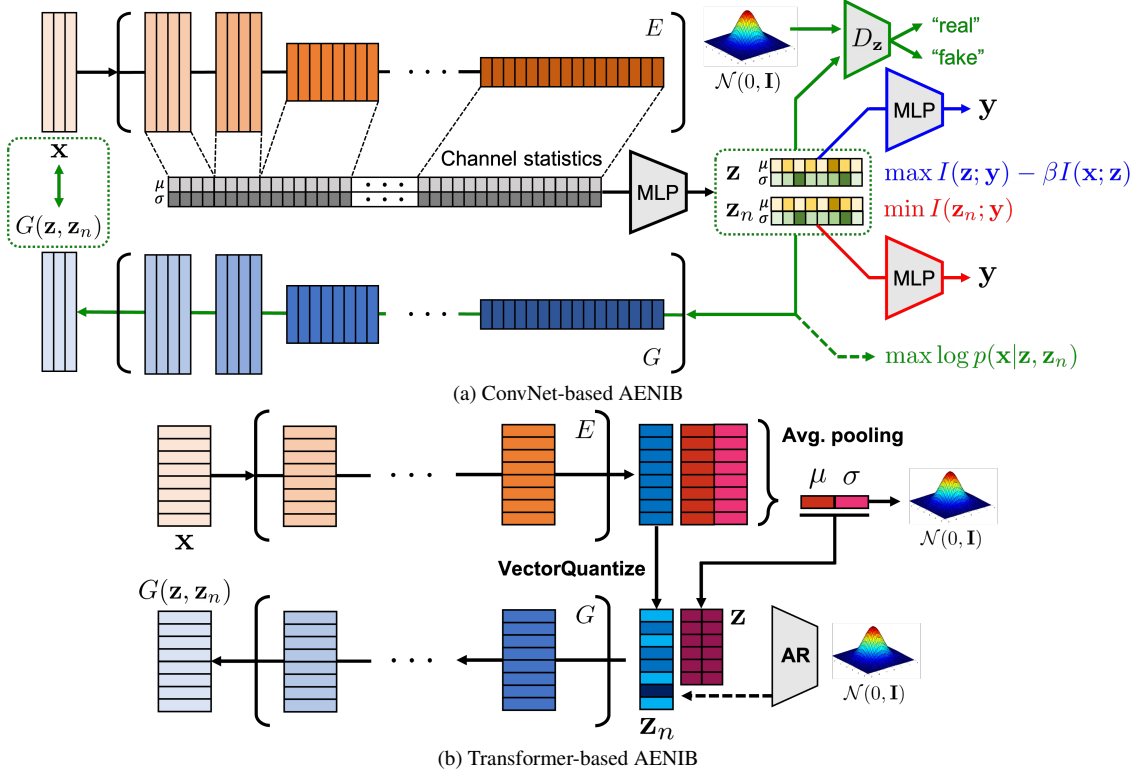 E
N(0, I)
D_z
"real"
"fake"
MLP
y
x
Channel statistics
μ
σ
MLP
z μ
σ
z_n μ
σ
max I(z; y) − βI(x; z)
min I(z_n; y)
G(z, z_n)
MLP
y
G
max log p(x|z, z_n)
(a) ConvNet-based AENIB
E
Avg. pooling
μ σ
x
N(0, I)
VectorQuantize
G(z, z_n)
G
z
AR
N(0, I)
z_n
(b) Transformer-based AENIB